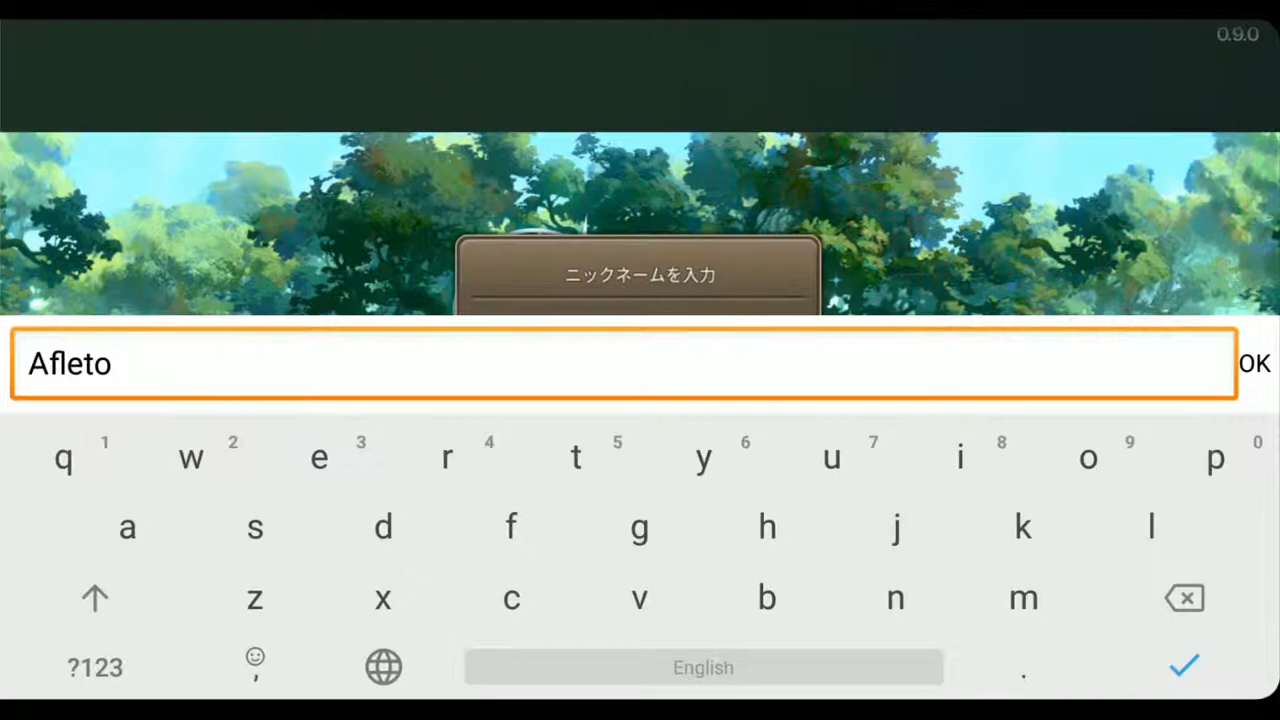 0.9.0
ニックネームを入力
Afleto
OK
q 1 w 2 e 3 r 4 t 5 y 6 u 7 i 8 o 9 p 0
a s d f g h j k l
z x c v b n m
?123 , English .